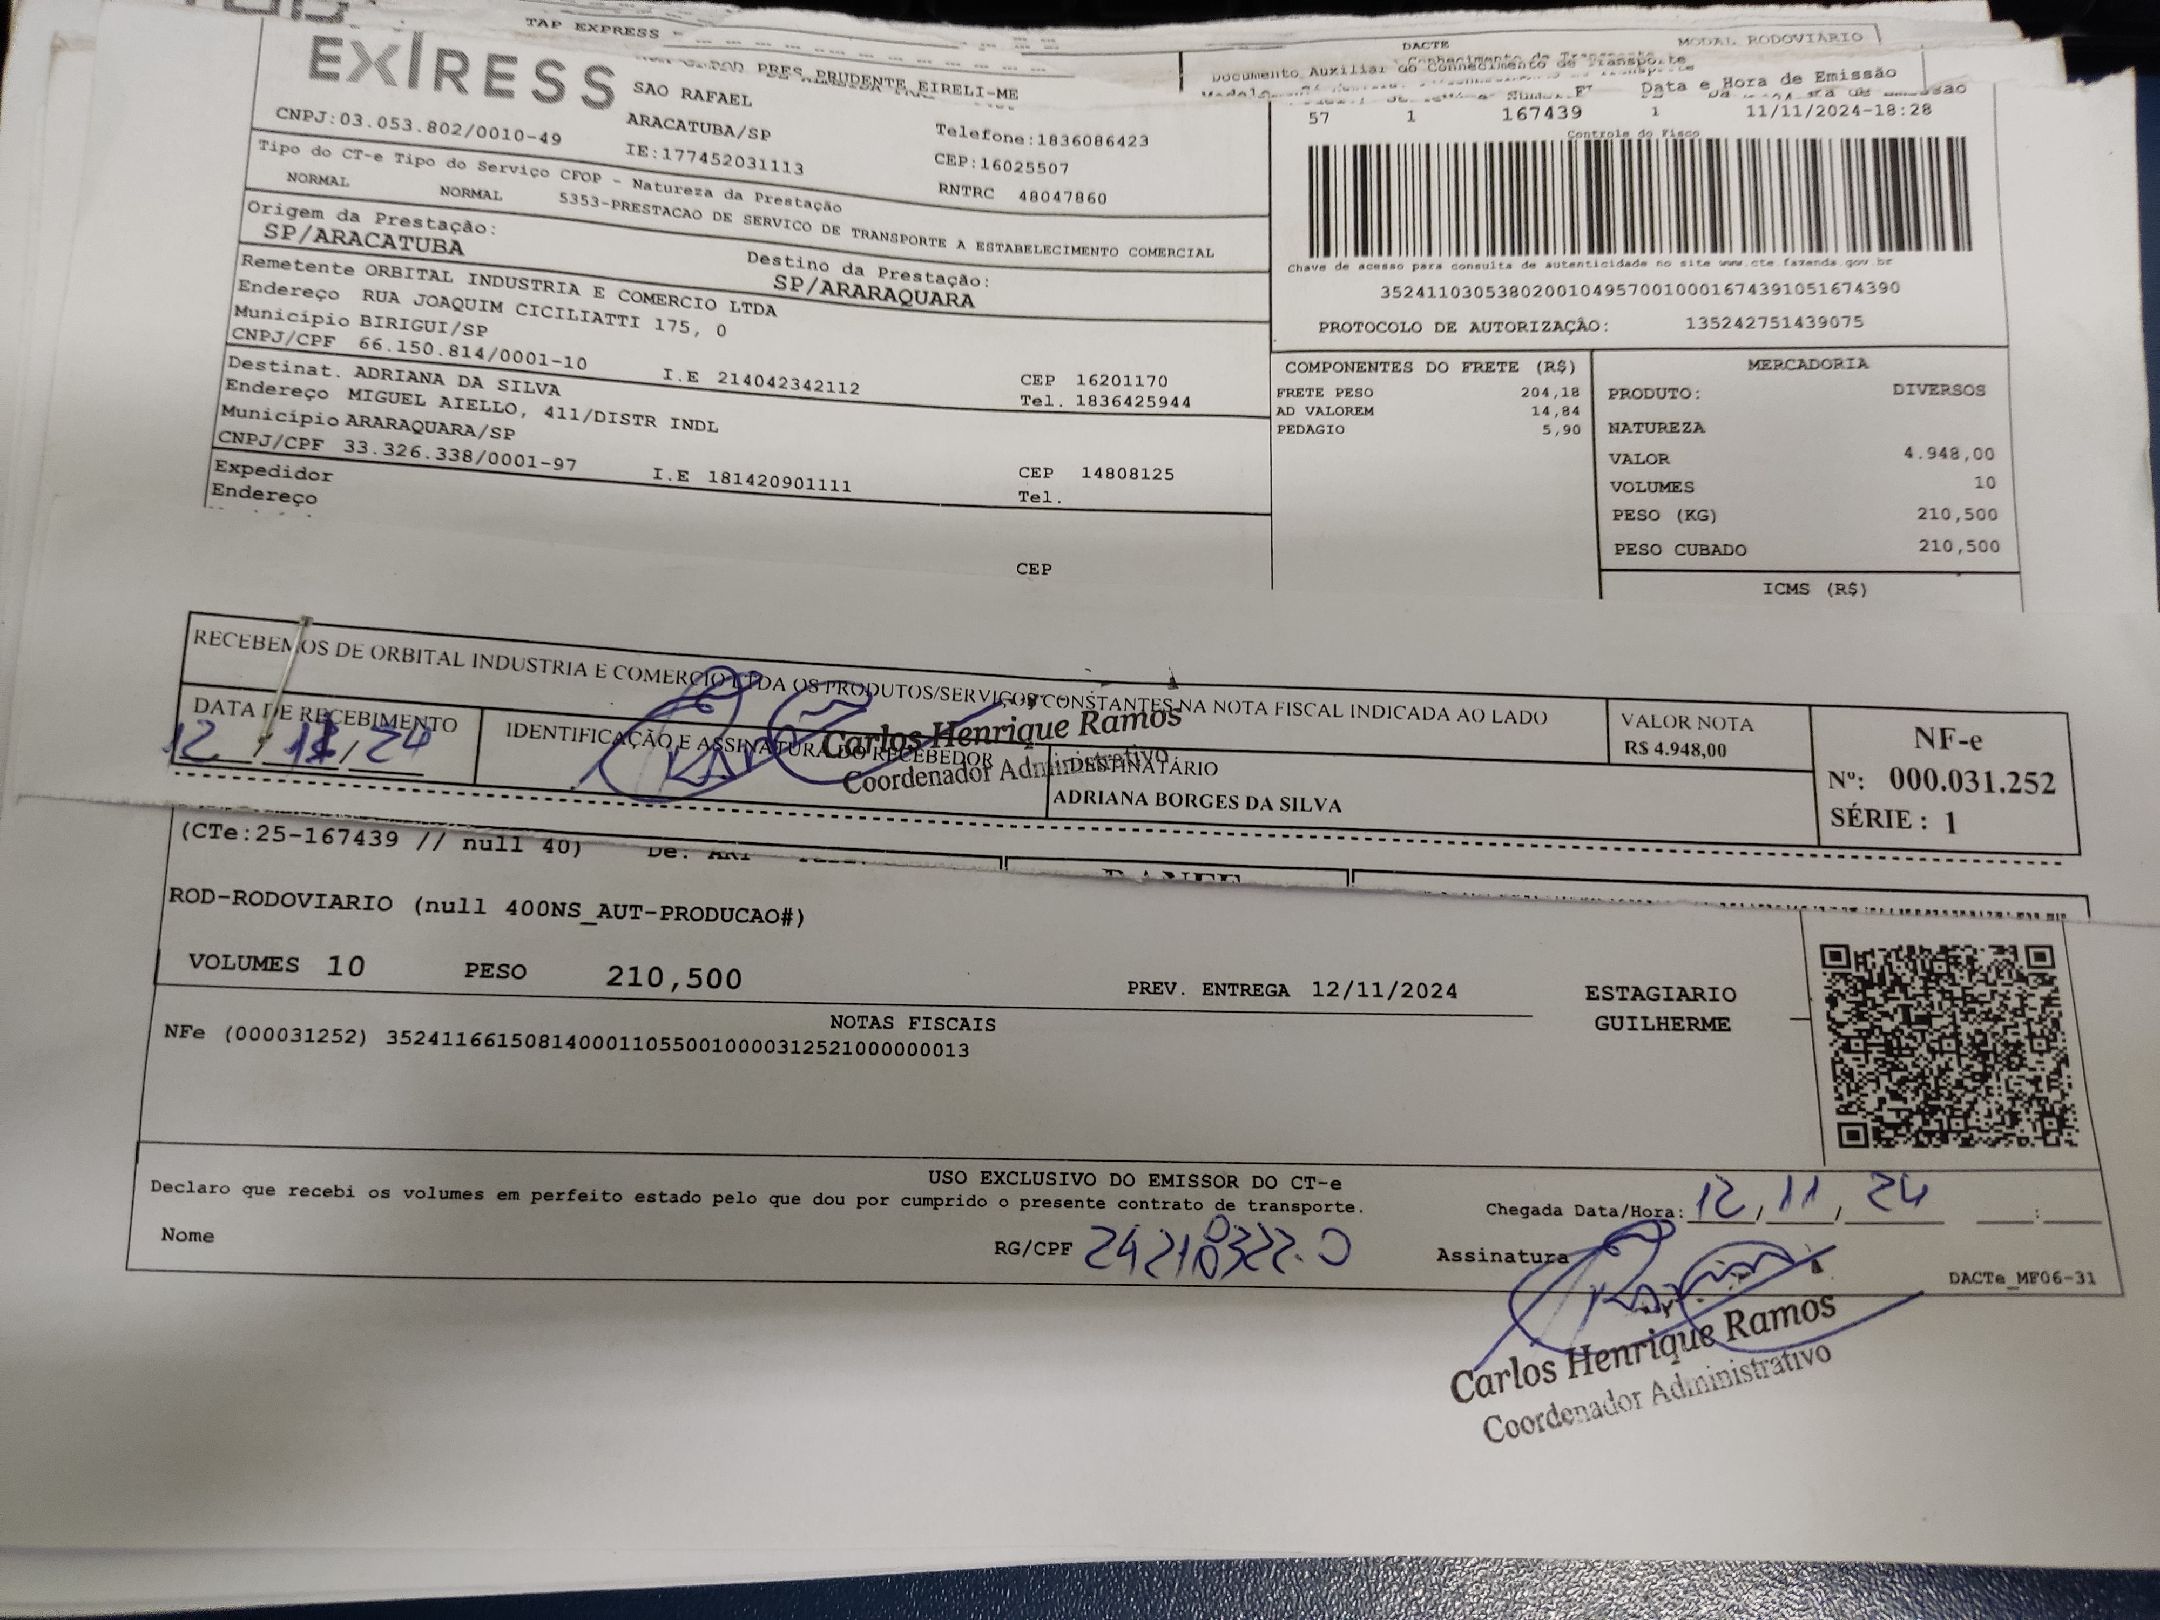 TAP EXPRESS
DACTE
MODAL RODOVIARIO
EXIRESS
PRES PRUDENTE EIRELI-ME
Documento Auxiliar do Conhecimento de Transporte
SAO RAFAEL
Data e Hora de Emissão
CNPJ:03.053.802/0010-49
ARACATUBA/SP
Telefone:1836086423
57 1 167439 1 11/11/2024-18:28
IE:177452031113
CEP:16025507
Controle do Fisco
Tipo do CT-e Tipo do Serviço CFOP - Natureza da Prestação
RNTRC 48047860
NORMAL NORMAL 5353-PRESTACAO DE SERVICO DE TRANSPORTE A ESTABELECIMENTO COMERCIAL
Origem da Prestação:
SP/ARACATUBA
Destino da Prestação:
SP/ARARAQUARA
Chave de acesso para consulta de autenticidade no site www.cte.fazenda.gov.br
35241103053802001049570010001674391051674390
PROTOCOLO DE AUTORIZAÇÂO: 135242751439075
Remetente ORBITAL INDUSTRIA E COMERCIO LTDA
Endereço RUA JOAQUIM CICILIATTI 175, 0
Município BIRIGUI/SP
CEP 16201170
CNPJ/CPF 66.150.814/0001-10 I.E 214042342112 Tel. 1836425944
Destinat. ADRIANA DA SILVA
Endereço MIGUEL AIELLO, 411/DISTR INDL
Município ARARAQUARA/SP
CEP 14808125
CNPJ/CPF 33.326.338/0001-97 I.E 181420901111 Tel.
Expedidor
Endereço
CEP
COMPONENTES DO FRETE (R$)
FRETE PESO 204,18
AD VALOREM 14,84
PEDAGIO 5,90
MERCADORIA
PRODUTO: DIVERSOS
NATUREZA
VALOR 4.948,00
VOLUMES 10
PESO (KG) 210,500
PESO CUBADO 210,500
ICMS (R$)
RECEBEMOS DE ORBITAL INDUSTRIA E COMERCIO LTDA OS PRODUTOS/SERVIÇOS CONSTANTES NA NOTA FISCAL INDICADA AO LADO
DATA DE RECEBIMENTO
12/11/24
IDENTIFICAÇÃO E ASSINATURA DO RECEBEDOR
Carlos Henrique Ramos
Coordenador Administrativo
DESTINATÁRIO
ADRIANA BORGES DA SILVA
VALOR NOTA
R$ 4.948,00
NF-e
Nº: 000.031.252
SÉRIE: 1
(CTe:25-167439 // null 40) De: ARI
DANFE
ROD-RODOVIARIO (null 400NS_AUT-PRODUCAO#)
VOLUMES 10 PESO 210,500 PREV. ENTREGA 12/11/2024
ESTAGIARIO
GUILHERME
NOTAS FISCAIS
NFe (000031252) 35241166150814000110550010000312521000000013
USO EXCLUSIVO DO EMISSOR DO CT-e
Declaro que recebi os volumes em perfeito estado pelo que dou por cumprido o presente contrato de transporte.
Chegada Data/Hora: 12/11/24 :
Nome
RG/CPF
Assinatura
DACTe_MF06-31
Carlos Henrique Ramos
Coordenador Administrativo